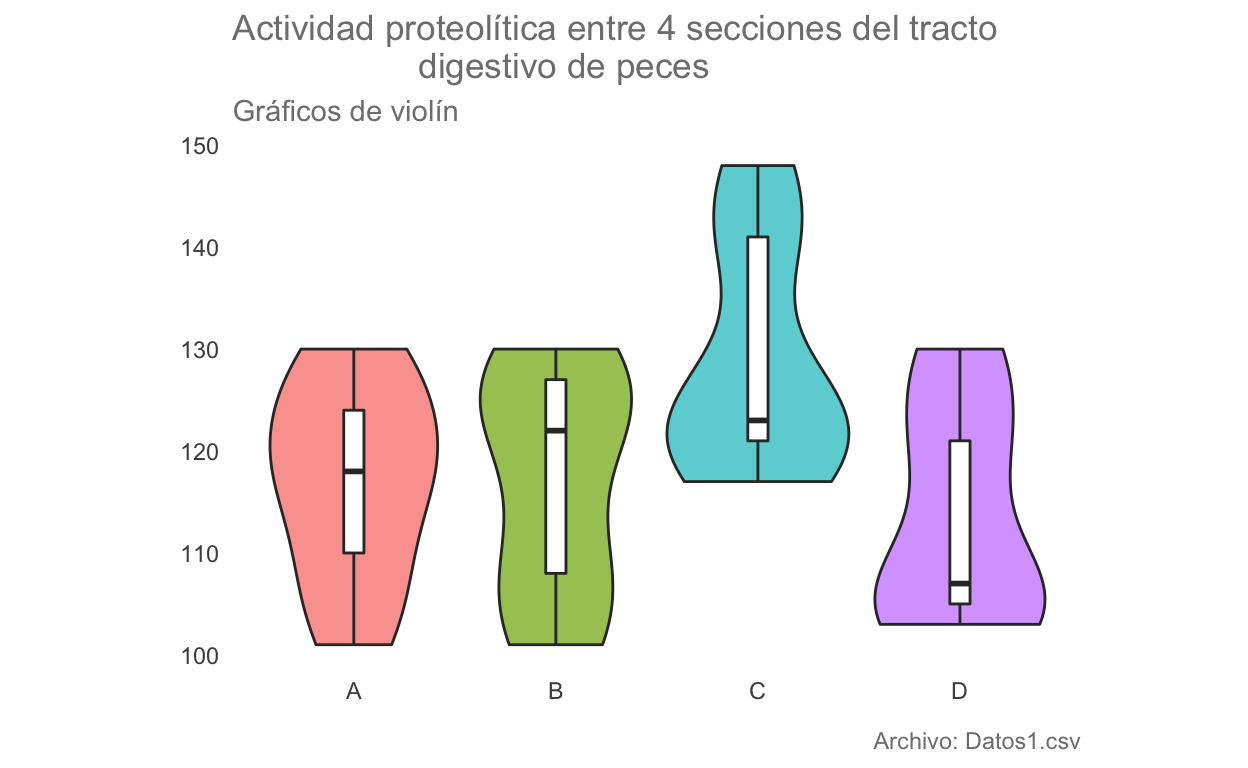 Actividad proteolítica entre 4 secciones del tracto
digestivo de peces
Gráficos de violín
150
140
130
120
110
100
A B C D
Archivo: Datos1.csv